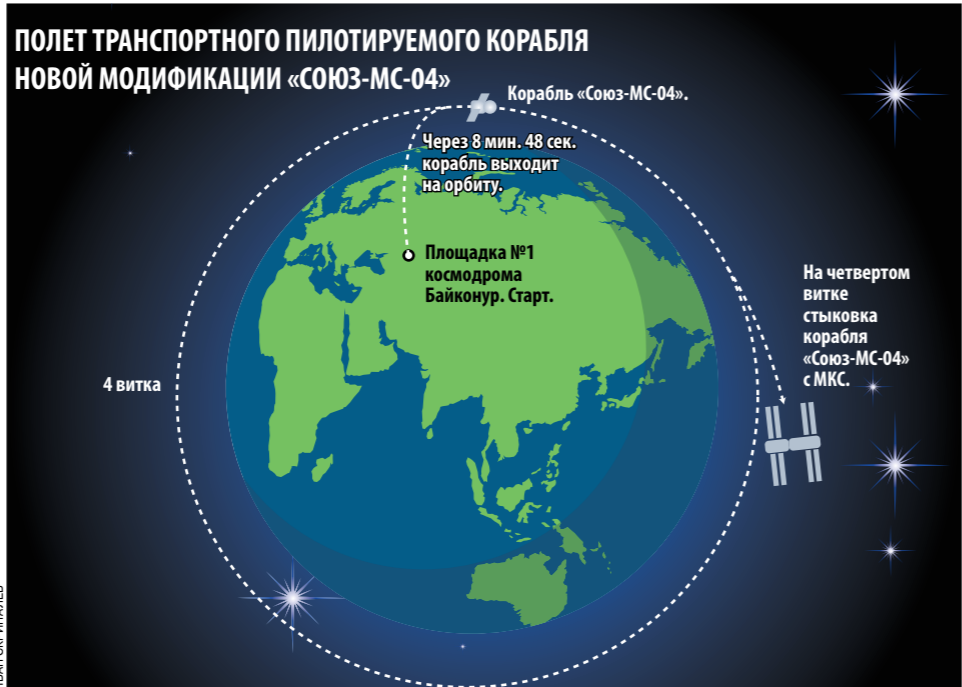 ПОЛЕТ ТРАНСПОРТНОГО ПИЛОТИРУЕМОГО КОРАБЛЯ
НОВОЙ МОДИФИКАЦИИ «СОЮЗ-МС-04»
Корабль «Союз-МС-04».
Через 8 мин. 48 сек.
корабль выходит
на орбиту.
Площадка №1
космодрома
Байконур. Старт.
На четвертом
витке
стыковка
корабля
«Союз-МС-04»
с МКС.
4 витка